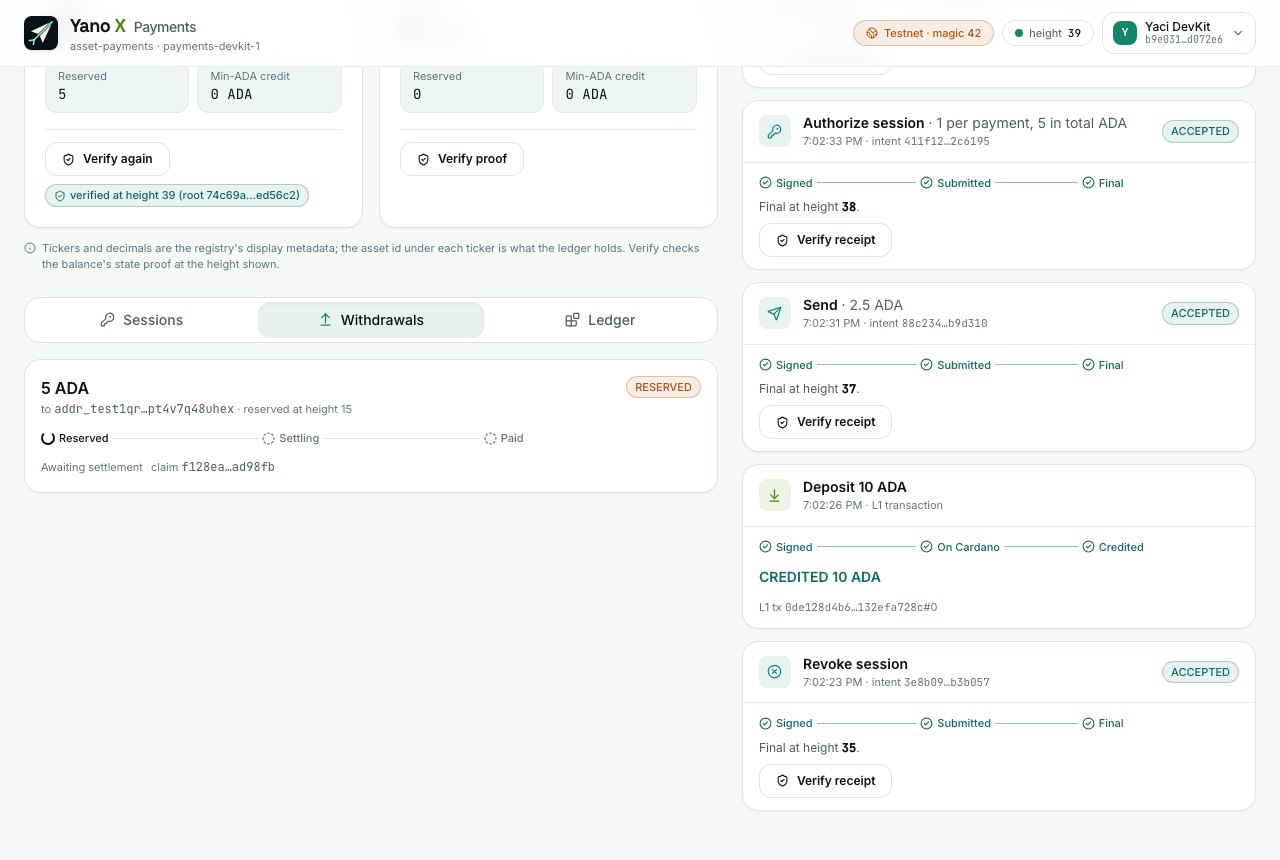 Yano X Payments
asset-payments · payments-devkit-1
Testnet · magic 42
height 39
Y
Yaci DevKit
b9e031…d072e6
Reserved
5
Min-ADA credit
0 ADA
Verify again
verified at height 39 (root 74c69a…ed56c2)
Reserved
0
Min-ADA credit
0 ADA
Verify proof
Tickers and decimals are the registry's display metadata; the asset id under each ticker is what the ledger holds. Verify checks
the balance's state proof at the height shown.
Sessions
Withdrawals
Ledger
5 ADA
RESERVED
to addr_test1qr…pt4v7q48uhex · reserved at height 15
Reserved
Settling
Paid
Awaiting settlement claim f128ea…ad98fb
Authorize session · 1 per payment, 5 in total ADA
7:02:33 PM · intent 411f12…2c6195
ACCEPTED
Signed
Submitted
Final
Final at height 38.
Verify receipt
Send · 2.5 ADA
7:02:31 PM · intent 88c234…b9d310
ACCEPTED
Signed
Submitted
Final
Final at height 37.
Verify receipt
Deposit 10 ADA
7:02:26 PM · L1 transaction
Signed
On Cardano
Credited
CREDITED 10 ADA
L1 tx 0de128d4b6…132efa728c#0
Revoke session
7:02:23 PM · intent 3e8b09…b3b057
ACCEPTED
Signed
Submitted
Final
Final at height 35.
Verify receipt